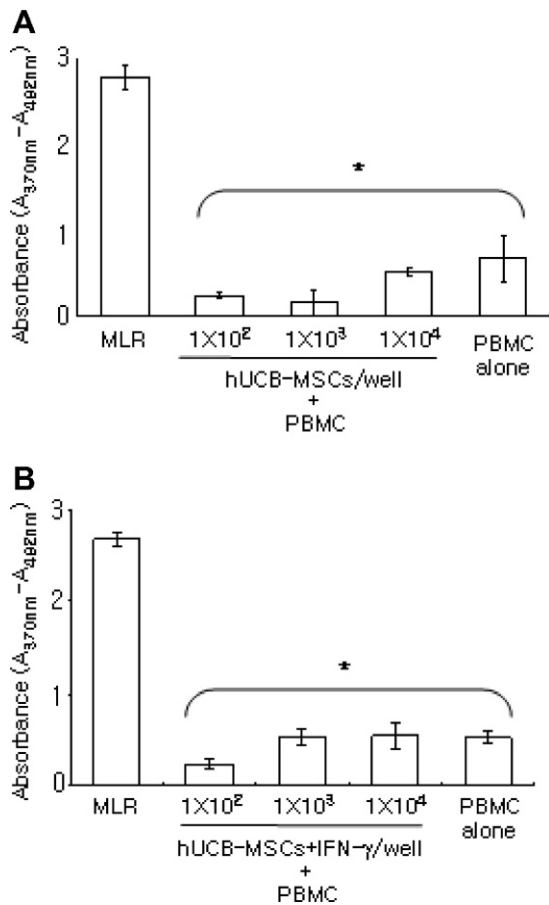 A
Absorbance (A370nm-A492nm)
3
2
1
0
*
MLR 1X10² 1X10³ 1X10⁴ PBMC alone
hUCB-MSCs/well
+
PBMC
B
Absorbance (A370nm-A492nm)
3
2
1
0
*
MLR 1X10² 1X10³ 1X10⁴ PBMC alone
hUCB-MSCs+IFN-γ/well
+
PBMC